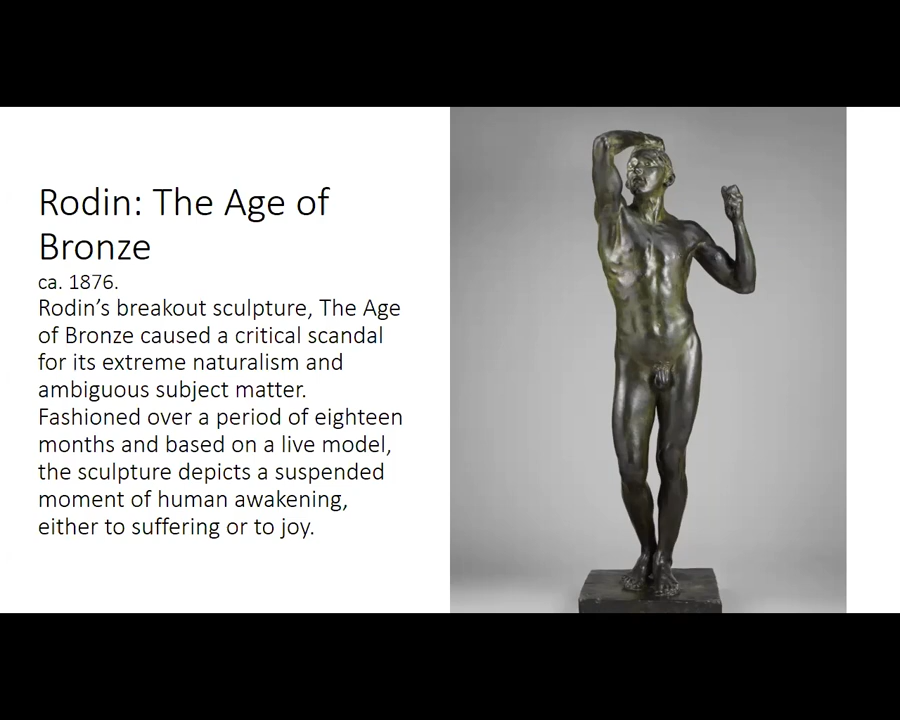 Rodin: The Age of
Bronze
ca. 1876.
Rodin’s breakout sculpture, The Age
of Bronze caused a critical scandal
for its extreme naturalism and
ambiguous subject matter.
Fashioned over a period of eighteen
months and based on a live model,
the sculpture depicts a suspended
moment of human awakening,
either to suffering or to joy.